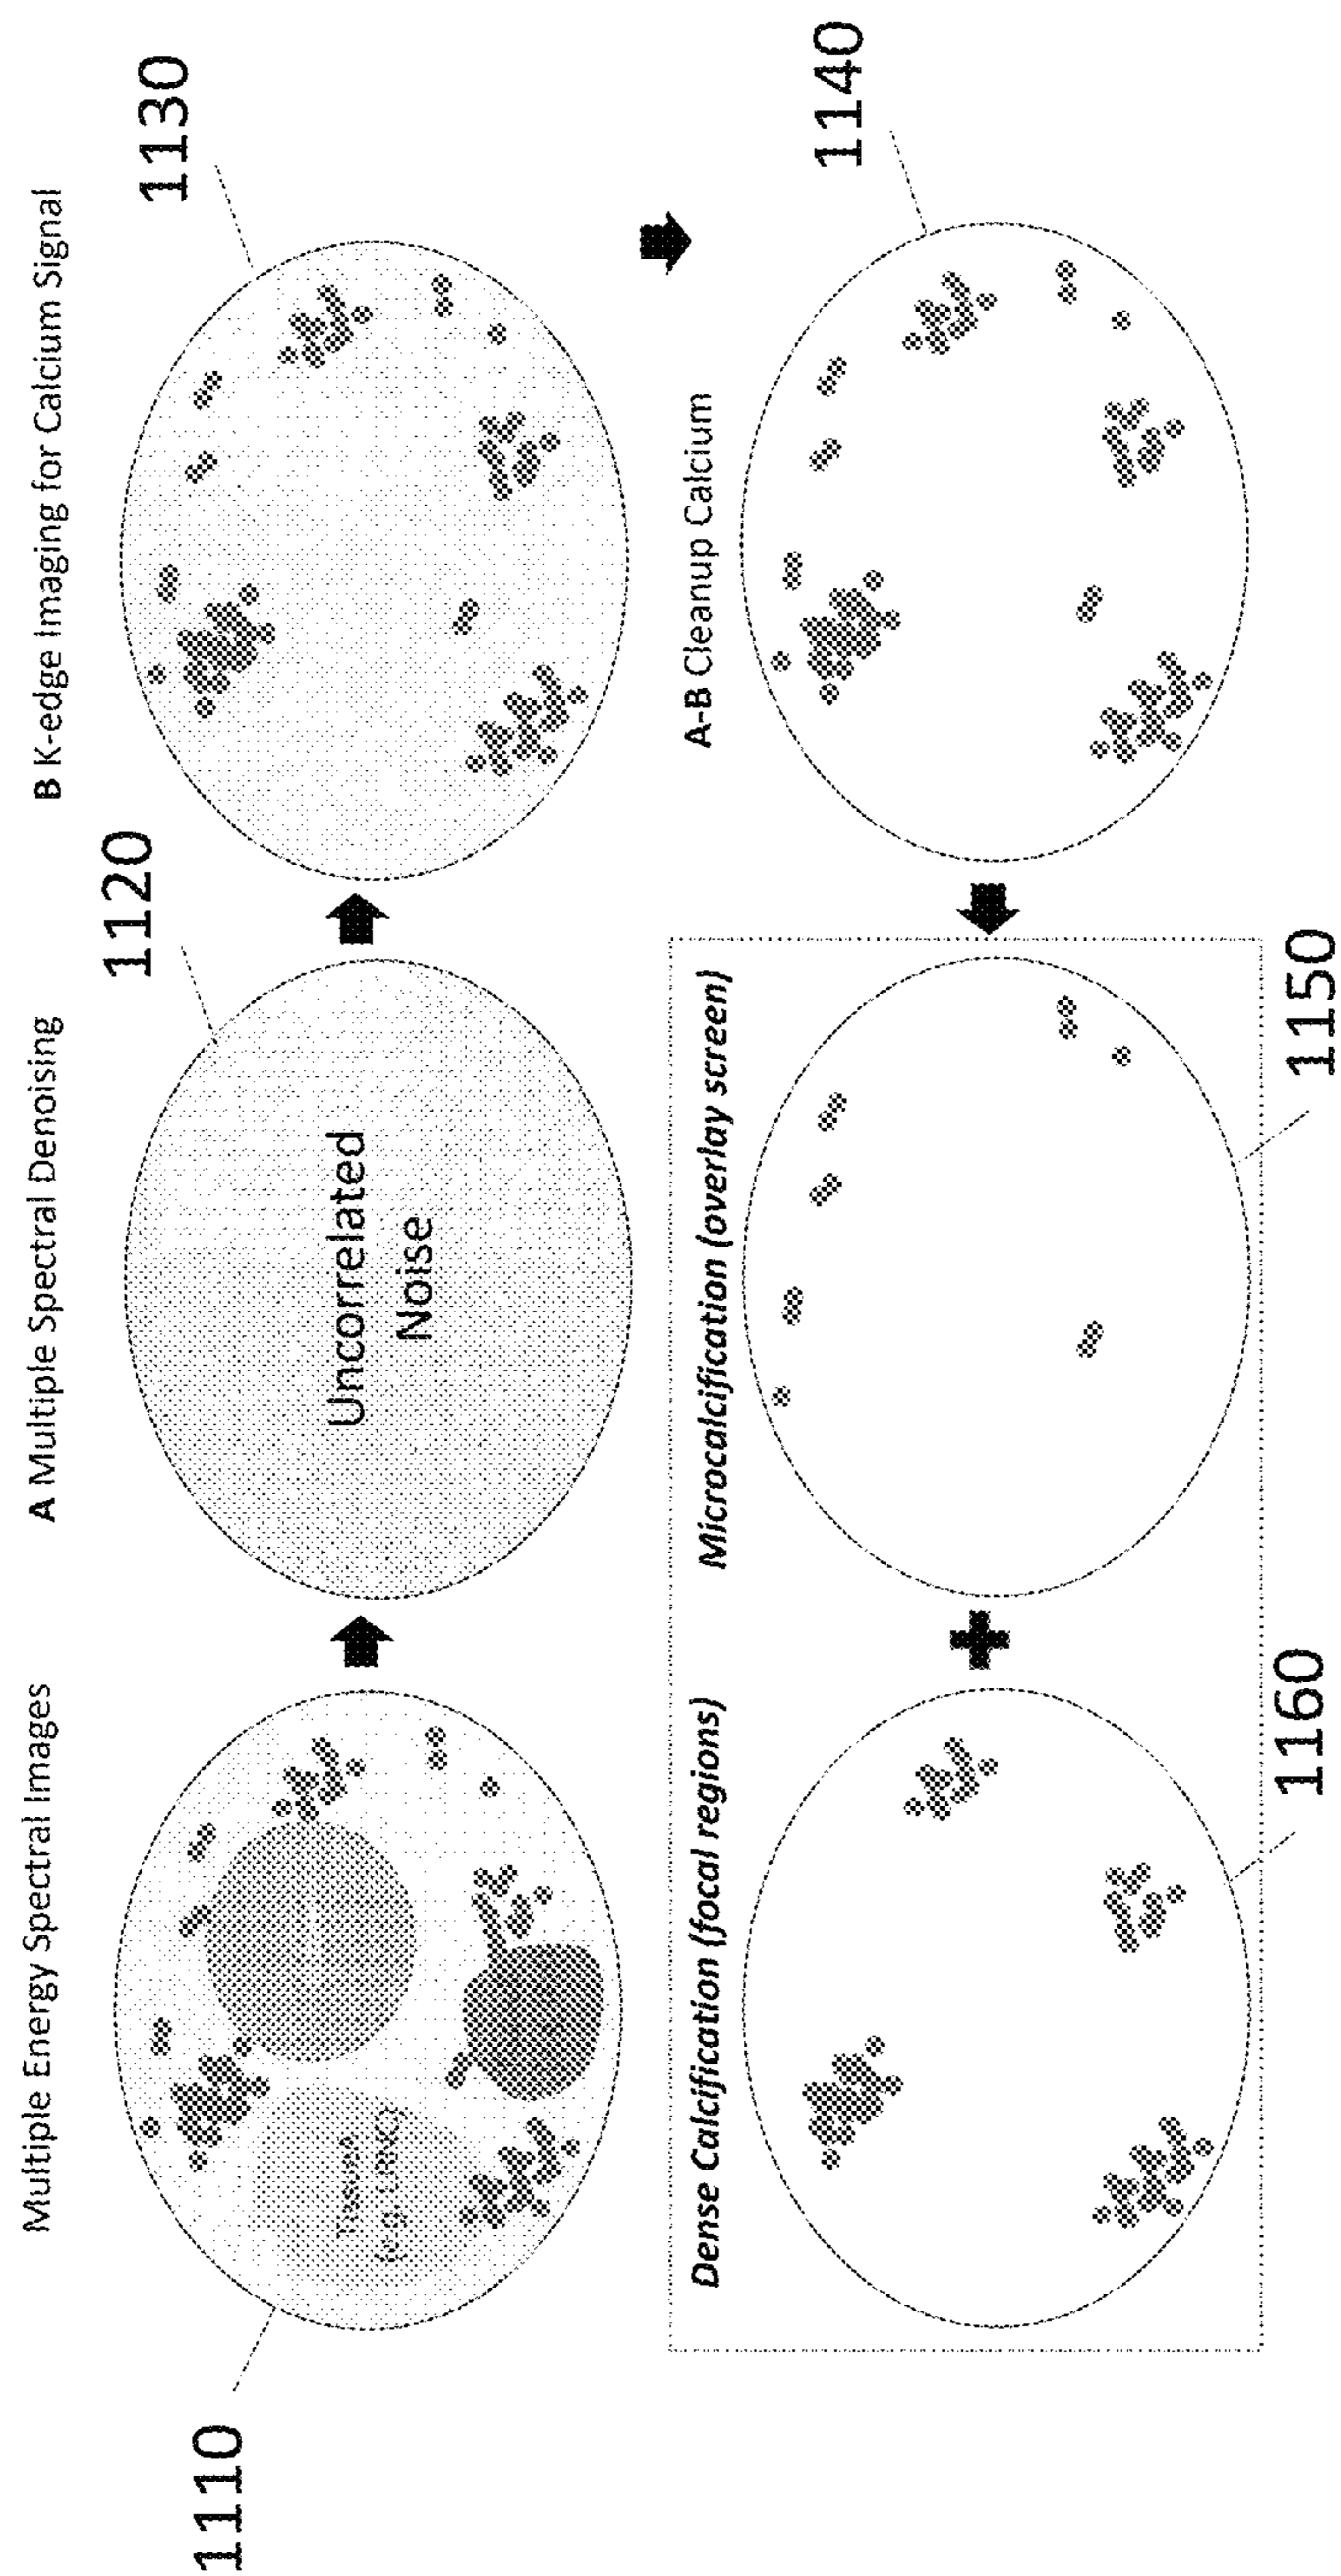 Multiple Energy Spectral Images
A Multiple Spectral Denoising
B K-edge Imaging for Calcium Signal
1110
1120
1130
Uncorrelated
Noise
(e.g. LRNC)
Dense Calcification (focal regions)
Microcalcification (overlay screen)
A-B Cleanup Calcium
1140
1150
1160